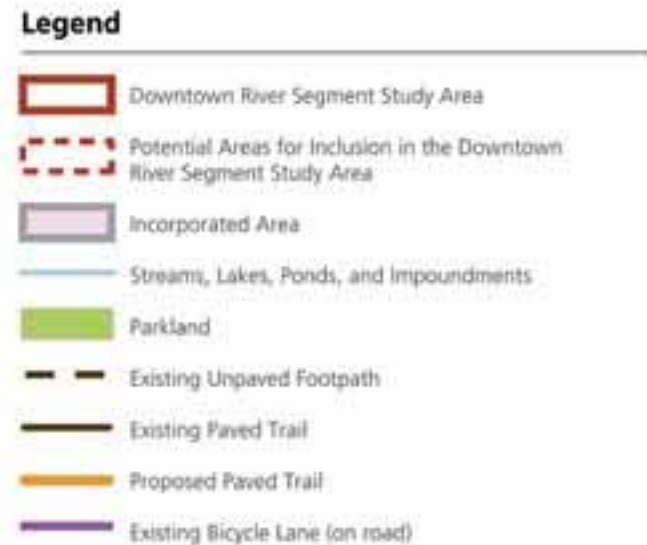 Legend
Downtown River Segment Study Area
Potential Areas for Inclusion in the Downtown
River Segment Study Area
Incorporated Area
Streams, Lakes, Ponds, and Impoundments
Parkland
Existing Unpaved Footpath
Existing Paved Trail
Proposed Paved Trail
Existing Bicycle Lane (on road)